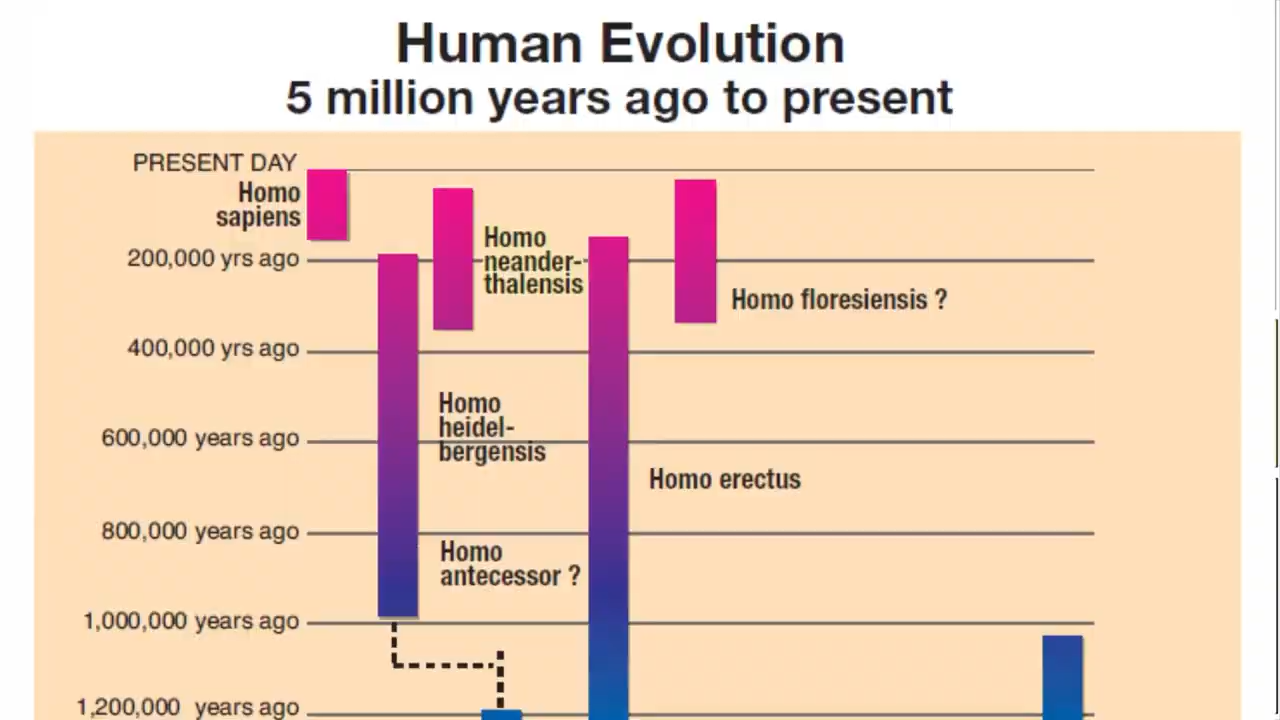 Human Evolution
5 million years ago to present
PRESENT DAY
Homo
sapiens
Homo
neander-
thalensis
200,000 yrs ago
Homo floresiensis ?
400,000 yrs ago
Homo
heidel-
bergensis
600,000 years ago
Homo erectus
800,000 years ago
Homo
antecessor ?
1,000,000 years ago
1,200,000 years ago